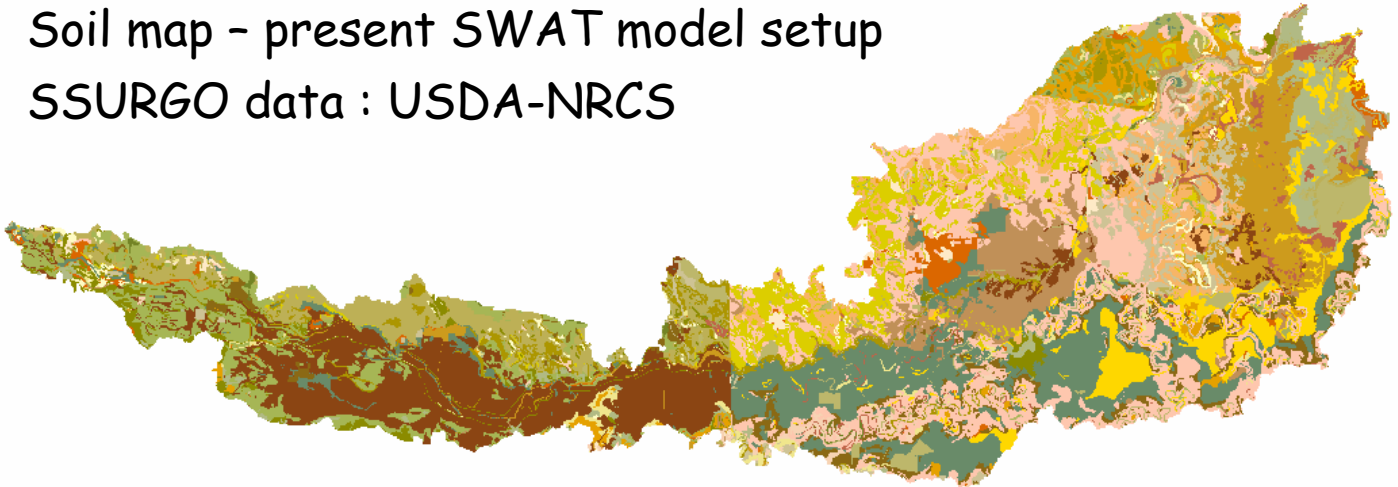 Soil map – present SWAT model setup
SSURGO data : USDA-NRCS